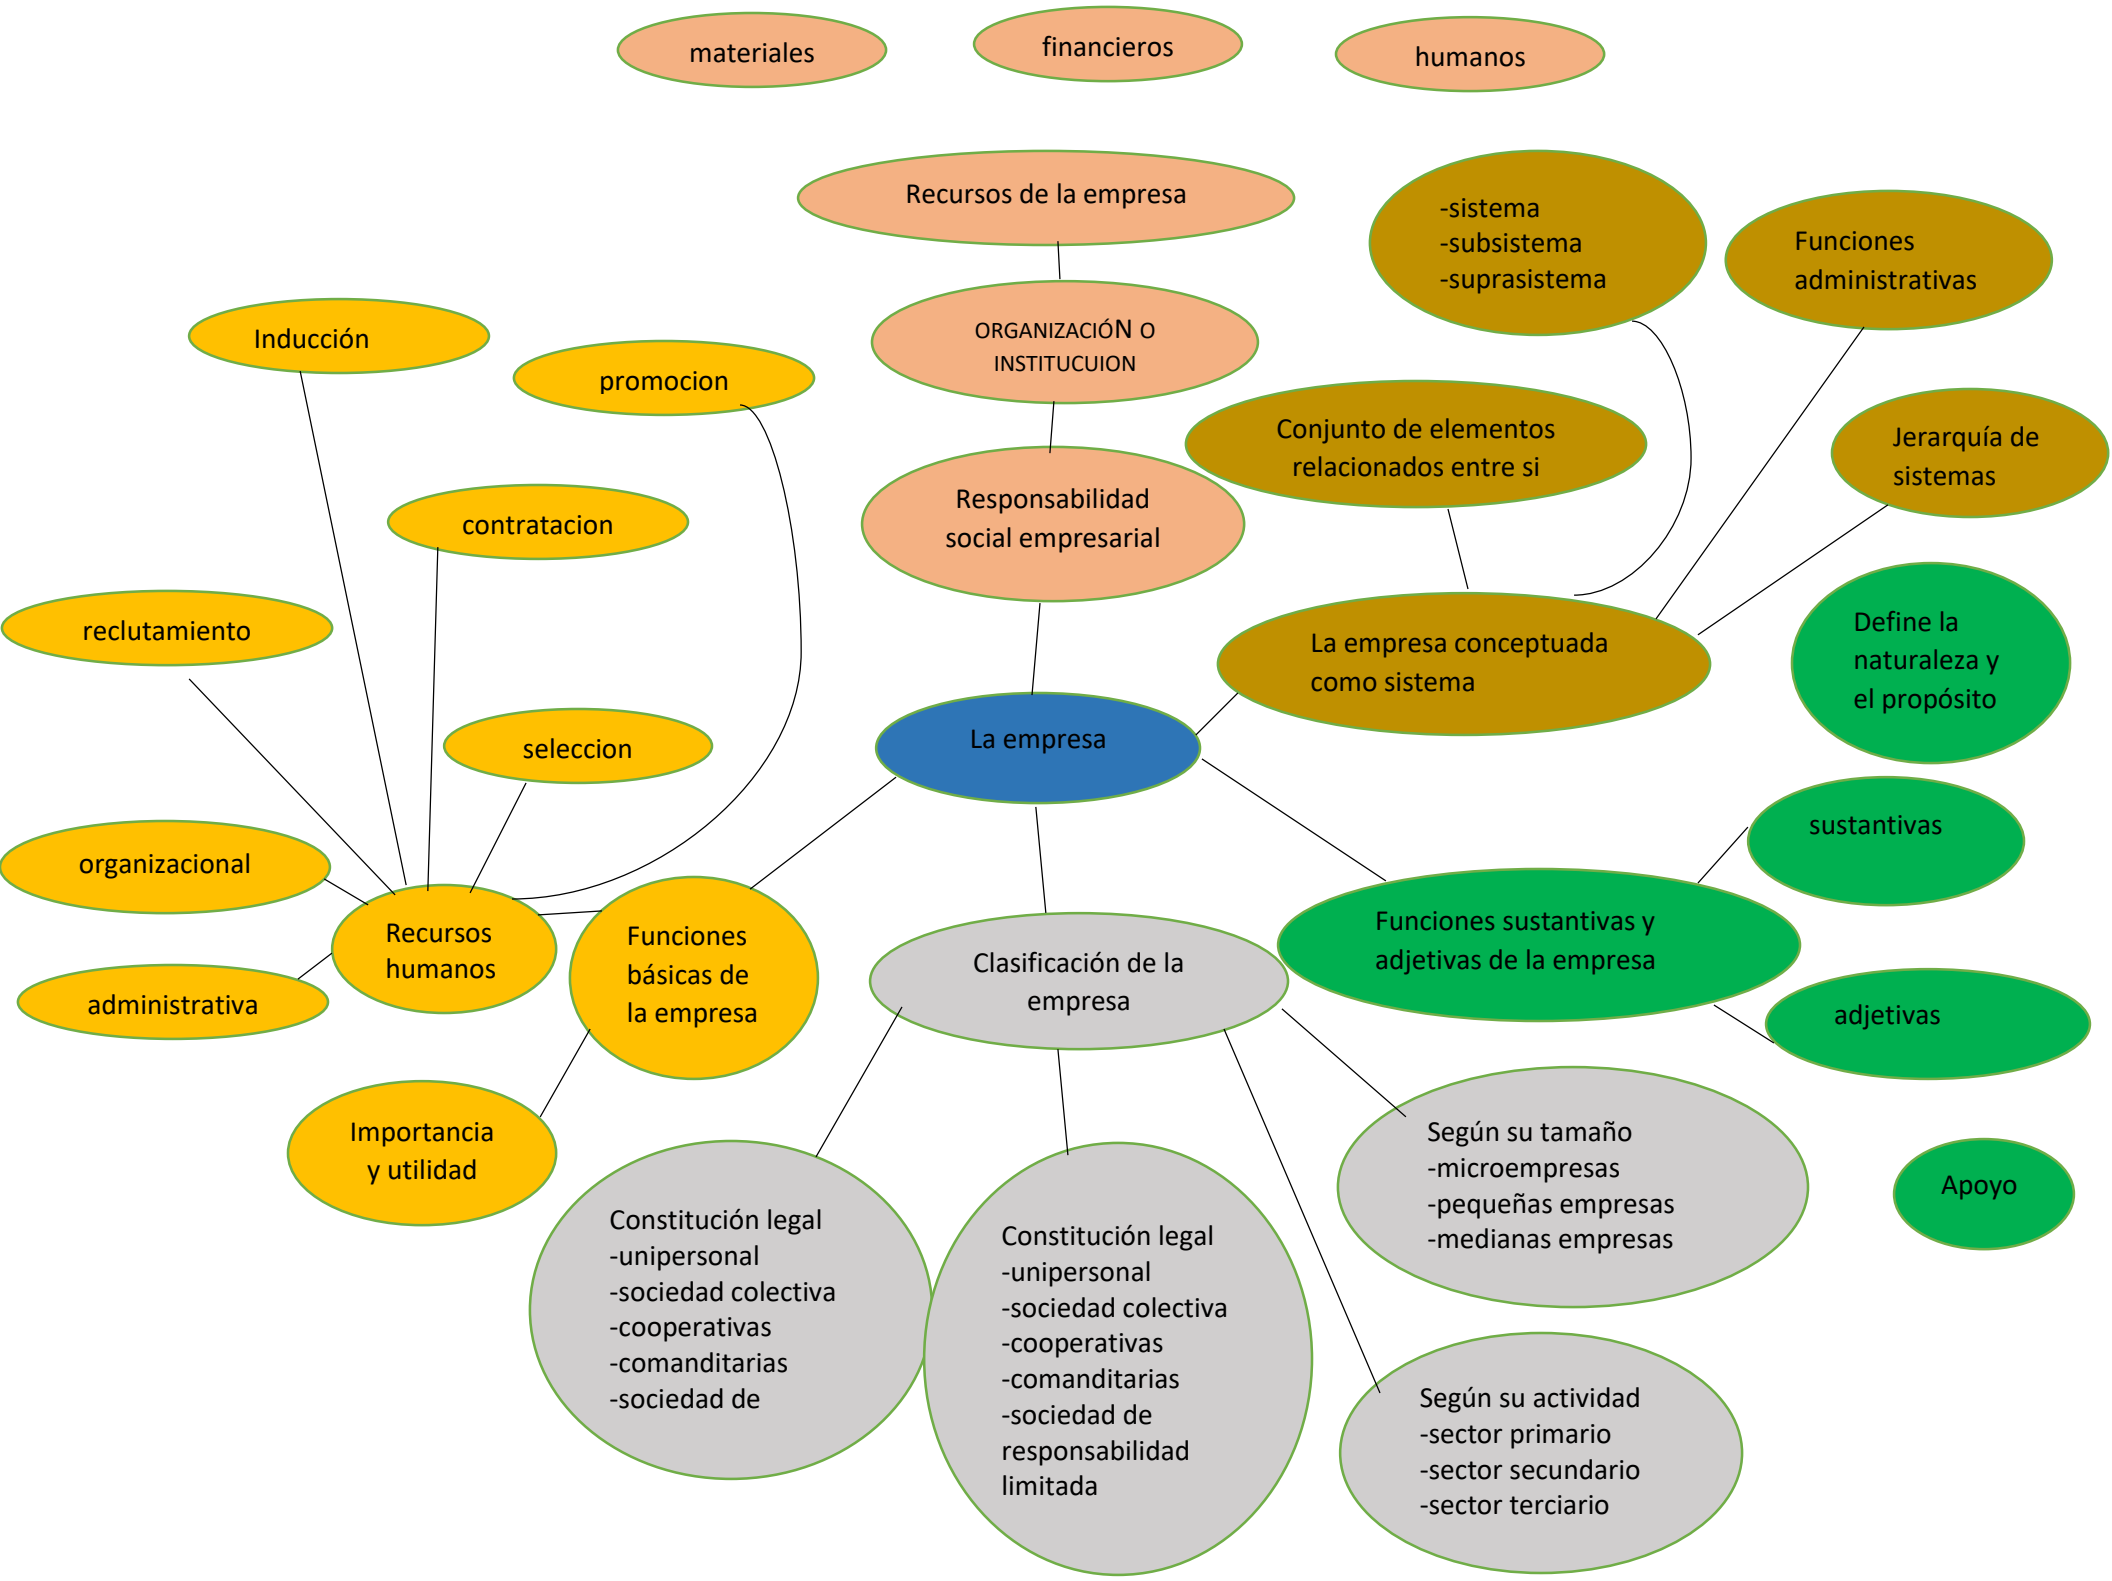 materiales
financieros
humanos
Recursos de la empresa
-sistema
-subsistema
-suprasistema
Funciones
administrativas
Inducción
promocion
ORGANIZACIÓN O
INSTITUCUION
Conjunto de elementos
relacionados entre si
Jerarquía de
sistemas
contratacion
Responsabilidad
social empresarial
reclutamiento
La empresa conceptuada
como sistema
Define la
naturaleza y
el propósito
seleccion
La empresa
organizacional
sustantivas
Recursos
humanos
Funciones
básicas de
la empresa
Clasificación de la
empresa
Funciones sustantivas y
adjetivas de la empresa
administrativa
adjetivas
Importancia
y utilidad
Constitución legal
-unipersonal
-sociedad colectiva
-cooperativas
-comanditarias
-sociedad de
Constitución legal
-unipersonal
-sociedad colectiva
-cooperativas
-comanditarias
-sociedad de
responsabilidad
limitada
Según su tamaño
-microempresas
-pequeñas empresas
-medianas empresas
Apoyo
Según su actividad
-sector primario
-sector secundario
-sector terciario